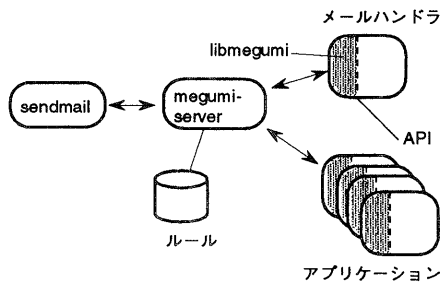 メールハンドラ
libmegumi
sendmail
megumi-
server
API
ルール
アプリケーション